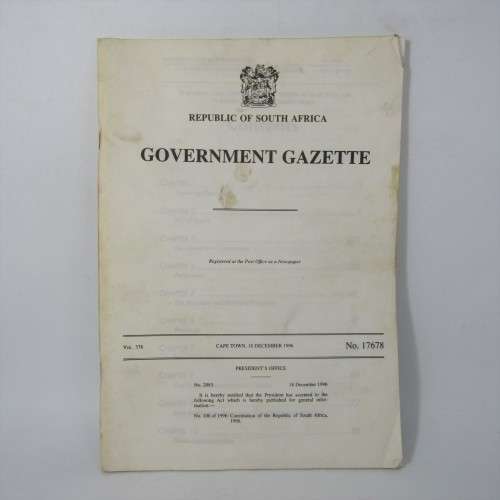 REPUBLIC OF SOUTH AFRICA
GOVERNMENT GAZETTE
Registered at the Post Office as a Newspaper
VOL. 378
CAPE TOWN, 18 DECEMBER 1996
No. 17678
PRESIDENT'S OFFICE
No. 2083.
18 December 1996
It is hereby notified that the President has assented to the
following Act which is hereby published for general infor-
mation:—
No. 108 of 1996: Constitution of the Republic of South Africa,
1996.